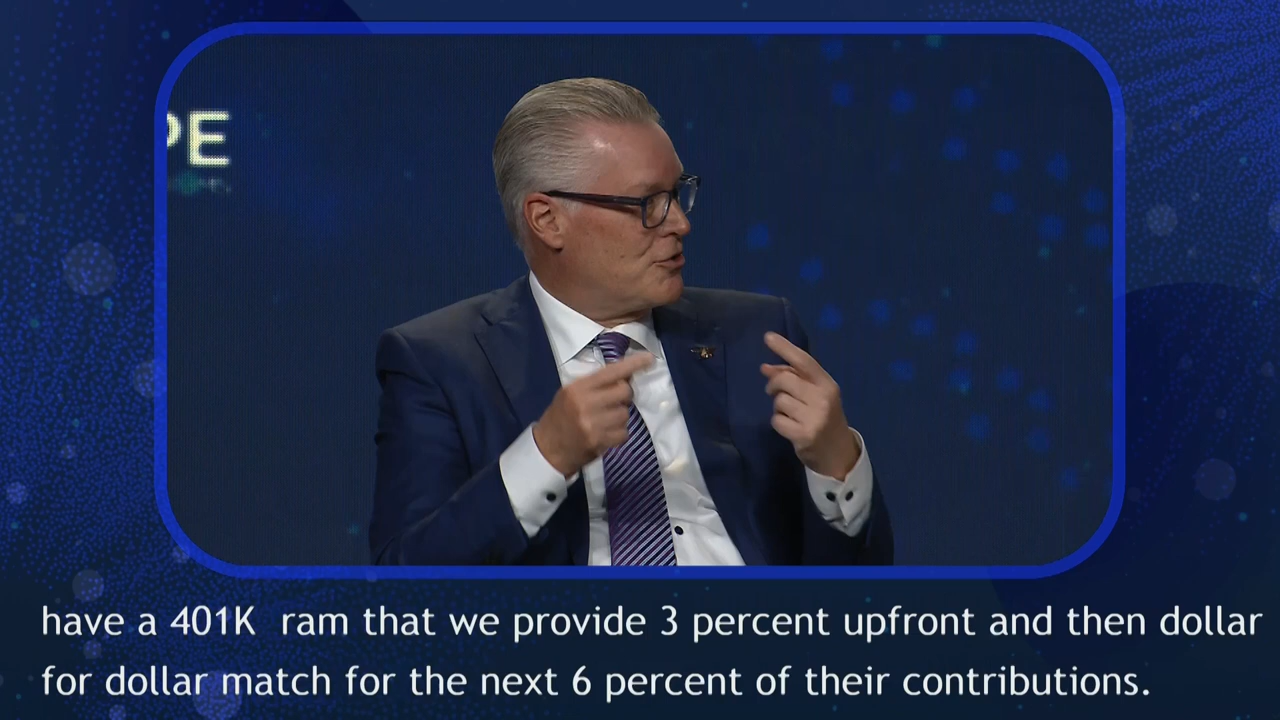 PE
have a 401K ram that we provide 3 percent upfront and then dollar
for dollar match for the next 6 percent of their contributions.